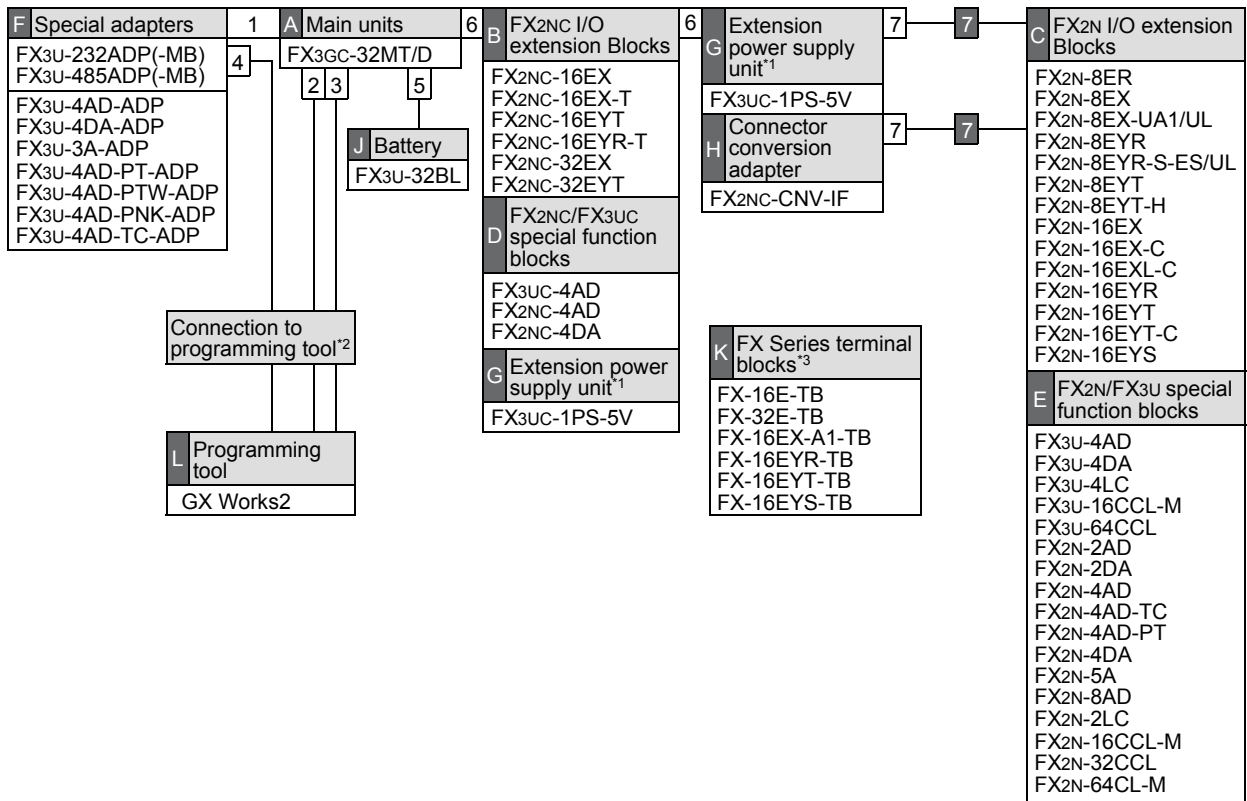 F Special adapters
FX3U-232ADP(-MB)
FX3U-485ADP(-MB)
FX3U-4AD-ADP
FX3U-4DA-ADP
FX3U-3A-ADP
FX3U-4AD-PT-ADP
FX3U-4AD-PTW-ADP
FX3U-4AD-PNK-ADP
FX3U-4AD-TC-ADP
1
4
A Main units
FX3GC-32MT/D
2 3
5
J Battery
FX3U-32BL
Connection to
programming tool*2
L Programming
tool
GX Works2
6
B FX2NC I/O
extension Blocks
FX2NC-16EX
FX2NC-16EX-T
FX2NC-16EYT
FX2NC-16EYR-T
FX2NC-32EX
FX2NC-32EYT
D FX2NC/FX3UC
special function
blocks
FX3UC-4AD
FX2NC-4AD
FX2NC-4DA
G Extension power
supply unit*1
FX3UC-1PS-5V
6
G Extension
power supply
unit*1
FX3UC-1PS-5V
H Connector
conversion
adapter
FX2NC-CNV-IF
7 7
7 7
K FX Series terminal
blocks*3
FX-16E-TB
FX-32E-TB
FX-16EX-A1-TB
FX-16EYR-TB
FX-16EYT-TB
FX-16EYS-TB
C FX2N I/O extension
Blocks
FX2N-8ER
FX2N-8EX
FX2N-8EX-UA1/UL
FX2N-8EYR
FX2N-8EYR-S-ES/UL
FX2N-8EYT
FX2N-8EYT-H
FX2N-16EX
FX2N-16EX-C
FX2N-16EXL-C
FX2N-16EYR
FX2N-16EYT
FX2N-16EYT-C
FX2N-16EYS
E FX2N/FX3U special
function blocks
FX3U-4AD
FX3U-4DA
FX3U-4LC
FX3U-16CCL-M
FX3U-64CCL
FX2N-2AD
FX2N-2DA
FX2N-4AD
FX2N-4AD-TC
FX2N-4AD-PT
FX2N-4DA
FX2N-5A
FX2N-8AD
FX2N-2LC
FX2N-16CCL-M
FX2N-32CCL
FX2N-64CL-M